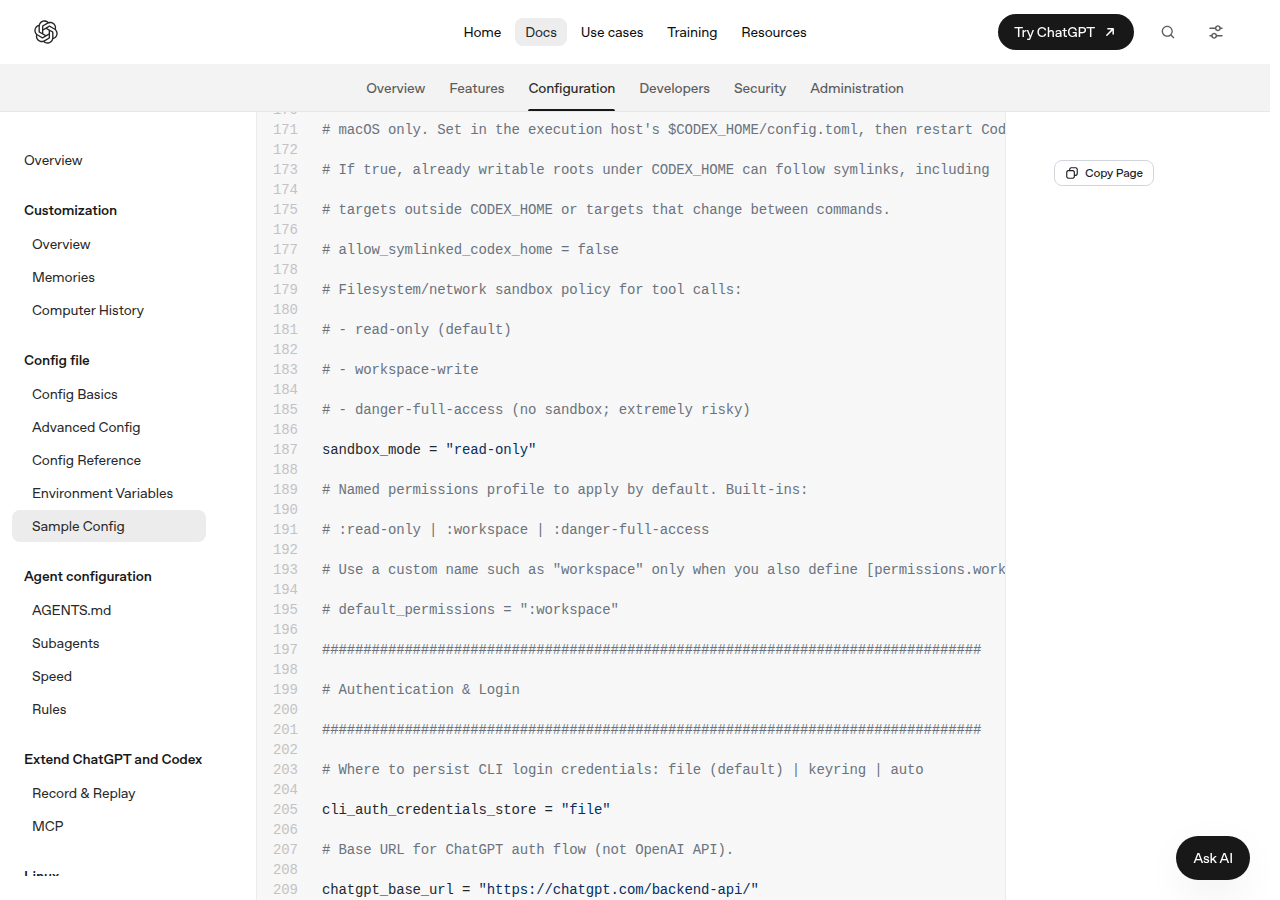 Home Docs Use cases Training Resources
Try ChatGPT
Overview Features Configuration Developers Security Administration
Overview
Customization
Overview
Memories
Computer History
Config file
Config Basics
Advanced Config
Config Reference
Environment Variables
Sample Config
Agent configuration
AGENTS.md
Subagents
Speed
Rules
Extend ChatGPT and Codex
Record & Replay
MCP
171 # macOS only. Set in the execution host's $CODEX_HOME/config.toml, then restart Cod
172
173 # If true, already writable roots under CODEX_HOME can follow symlinks, including
174
175 # targets outside CODEX_HOME or targets that change between commands.
176
177 # allow_symlinked_codex_home = false
178
179 # Filesystem/network sandbox policy for tool calls:
180
181 # - read-only (default)
182
183 # - workspace-write
184
185 # - danger-full-access (no sandbox; extremely risky)
186
187 sandbox_mode = "read-only"
188
189 # Named permissions profile to apply by default. Built-ins:
190
191 # :read-only | :workspace | :danger-full-access
192
193 # Use a custom name such as "workspace" only when you also define [permissions.work
194
195 # default_permissions = ":workspace"
196
197 ################################################################################
198
199 # Authentication & Login
200
201 ################################################################################
202
203 # Where to persist CLI login credentials: file (default) | keyring | auto
204
205 cli_auth_credentials_store = "file"
206
207 # Base URL for ChatGPT auth flow (not OpenAI API).
208
209 chatgpt_base_url = "https://chatgpt.com/backend-api/"
Copy Page
Ask AI